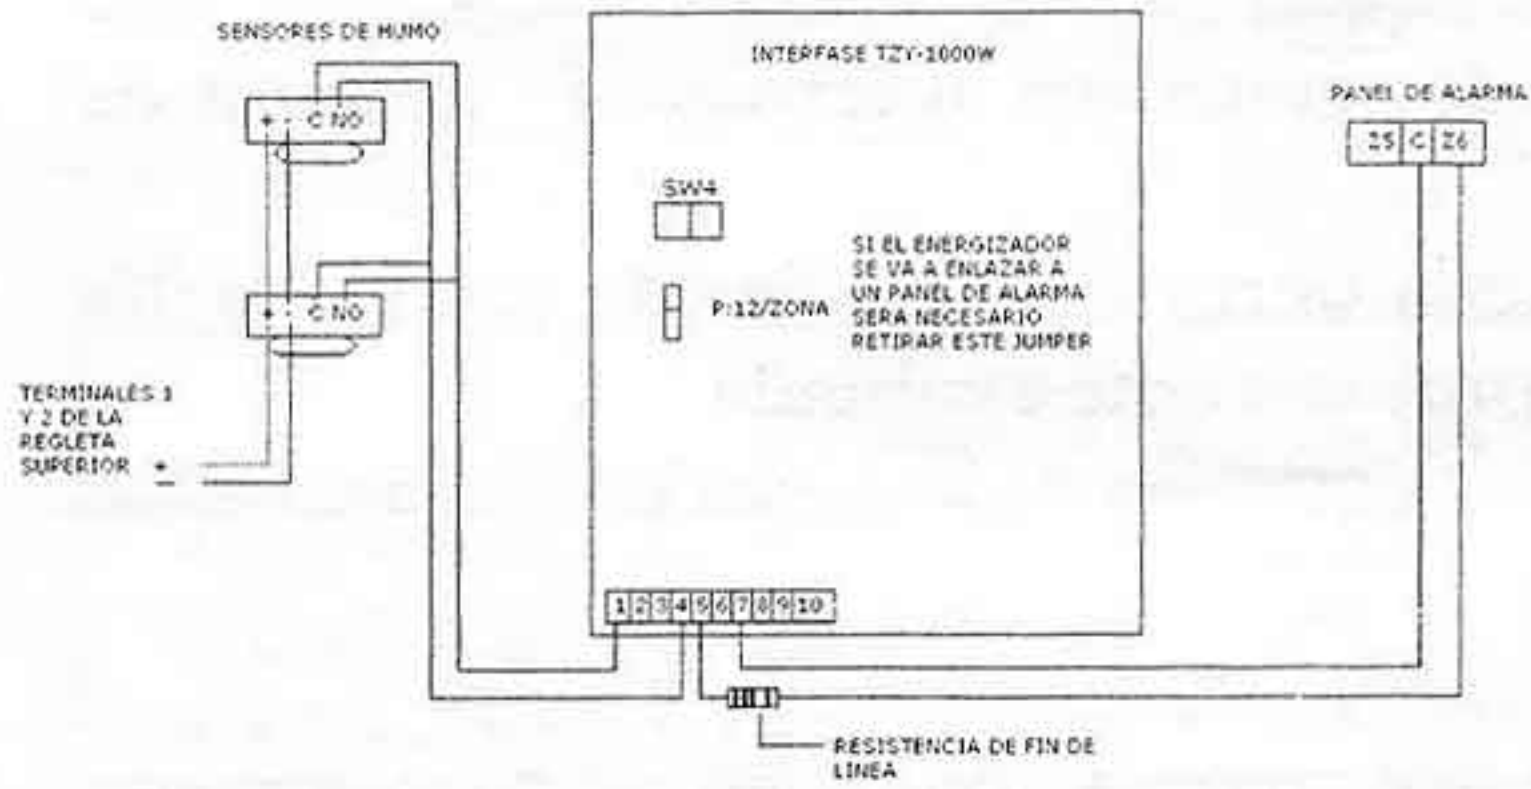 SENSORES DE HUMO
INTERFASE TZY-1000W
PANEL DE ALARMA
+ - C NO
Z5 C Z6
SW4
SI EL ENERGIZADOR
SE VA A ENLAZAR A
UN PANEL DE ALARMA
SERA NECESARIO
RETIRAR ESTE JUMPER
P:12/ZONA
+ - C NO
TERMINALES 1
Y 2 DE LA
REGLETA
SUPERIOR + -
1 2 3 4 5 6 7 8 9 10
RESISTENCIA DE FIN DE
LINEA